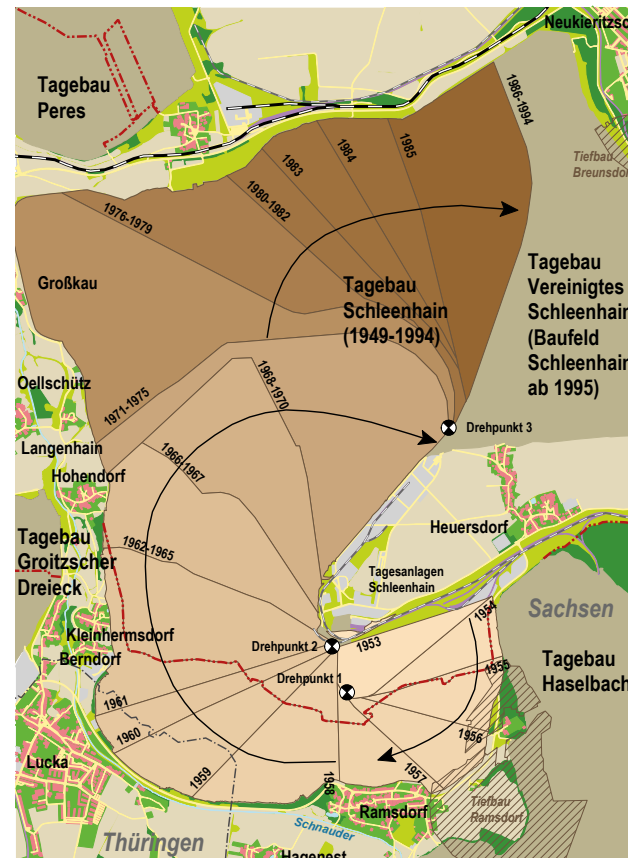 Neukieritzsc
Tagebau
Peres
1986-1994
1985
1984
1983
1980-1982
1976-1979
Tiefbau
Breunsdorf
Großkau
Tagebau
Schleenhain
(1949-1994)
Tagebau
Vereinigtes
Schleenhain
(Baufeld
Schleenhain
ab 1995)
Oellschütz
1971-1975
1968-1970
Drehpunkt 3
Langenhain
1966-1967
Hohendorf
Heuersdorf
Tagebau
Groitzscher
Dreieck
1962-1965
Tagesanlagen
Schleenhain
Sachsen
1954
Kleinhermsdorf
Berndorf
Drehpunkt 2
1953
Drehpunkt 1
1955
Tagebau
Haselbach
1961
1960
1956
Lucka
1959
1958
1957
Ramsdorf
Tiefbau
Ramsdorf
Schnauder
Thüringen
Hagenest